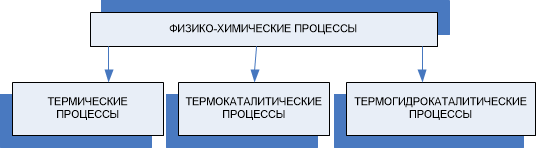 ФИЗИКО-ХИМИЧЕСКИЕ ПРОЦЕССЫ
ТЕРМИЧЕСКИЕ
ПРОЦЕССЫ
ТЕРМОКАТАЛИТИЧЕСКИЕ
ПРОЦЕССЫ
ТЕРМОГИДРОКАТАЛИТИЧЕСКИЕ
ПРОЦЕССЫ